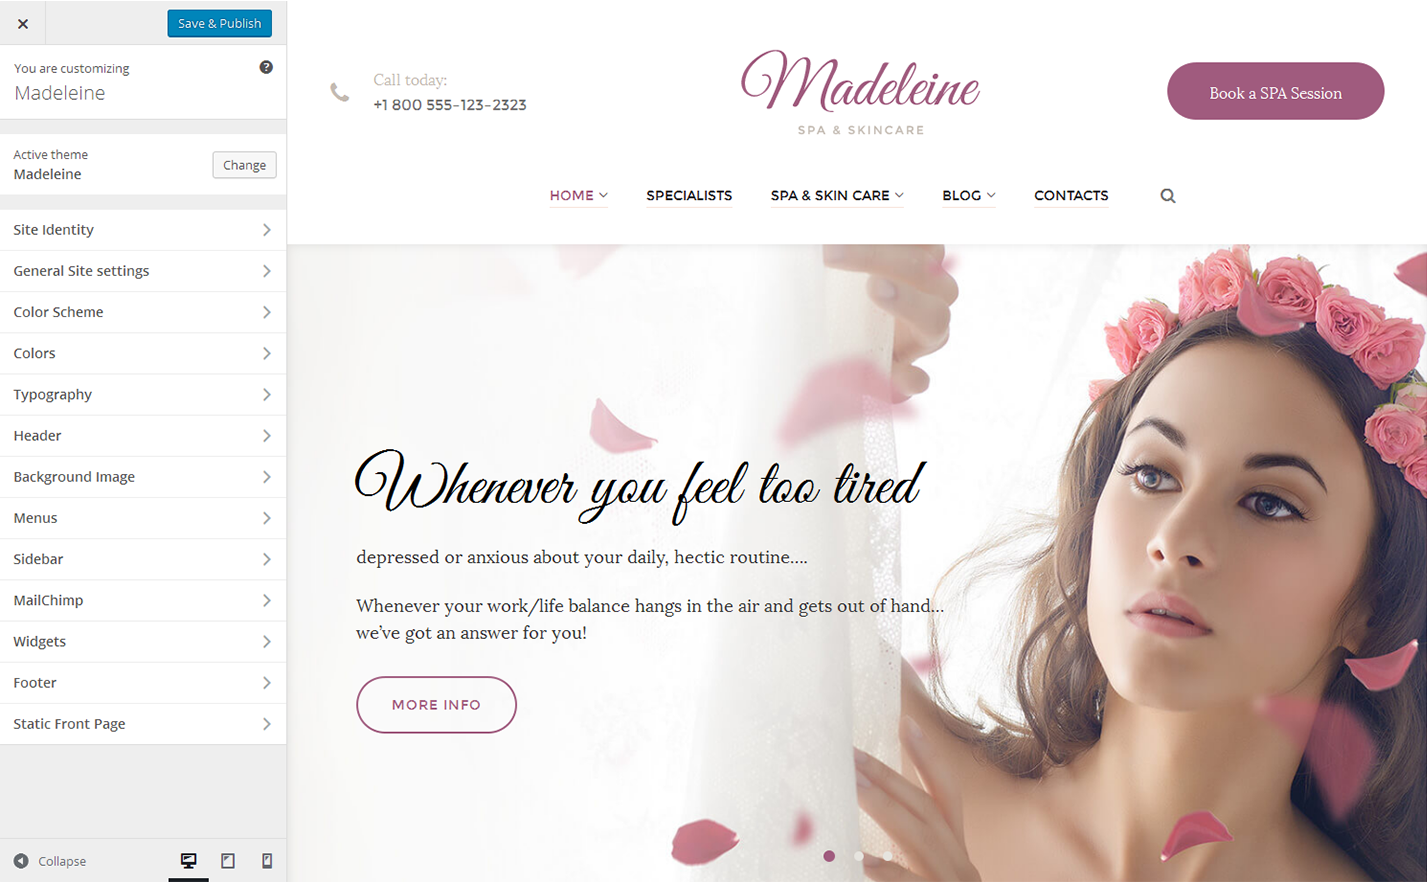 Save & Publish
You are customizing
Madeleine
Active theme
Madeleine
Change
Site Identity
General Site settings
Color Scheme
Colors
Typography
Header
Background Image
Menus
Sidebar
MailChimp
Widgets
Footer
Static Front Page
Collapse
Call today:
+1 800 555-123-2323
Madeleine
SPA & SKINCARE
Book a SPA Session
HOME
SPECIALISTS
SPA & SKIN CARE
BLOG
CONTACTS
Whenever you feel too tired
depressed or anxious about your daily, hectic routine....
Whenever your work/life balance hangs in the air and gets out of hand...
we've got an answer for you!
MORE INFO